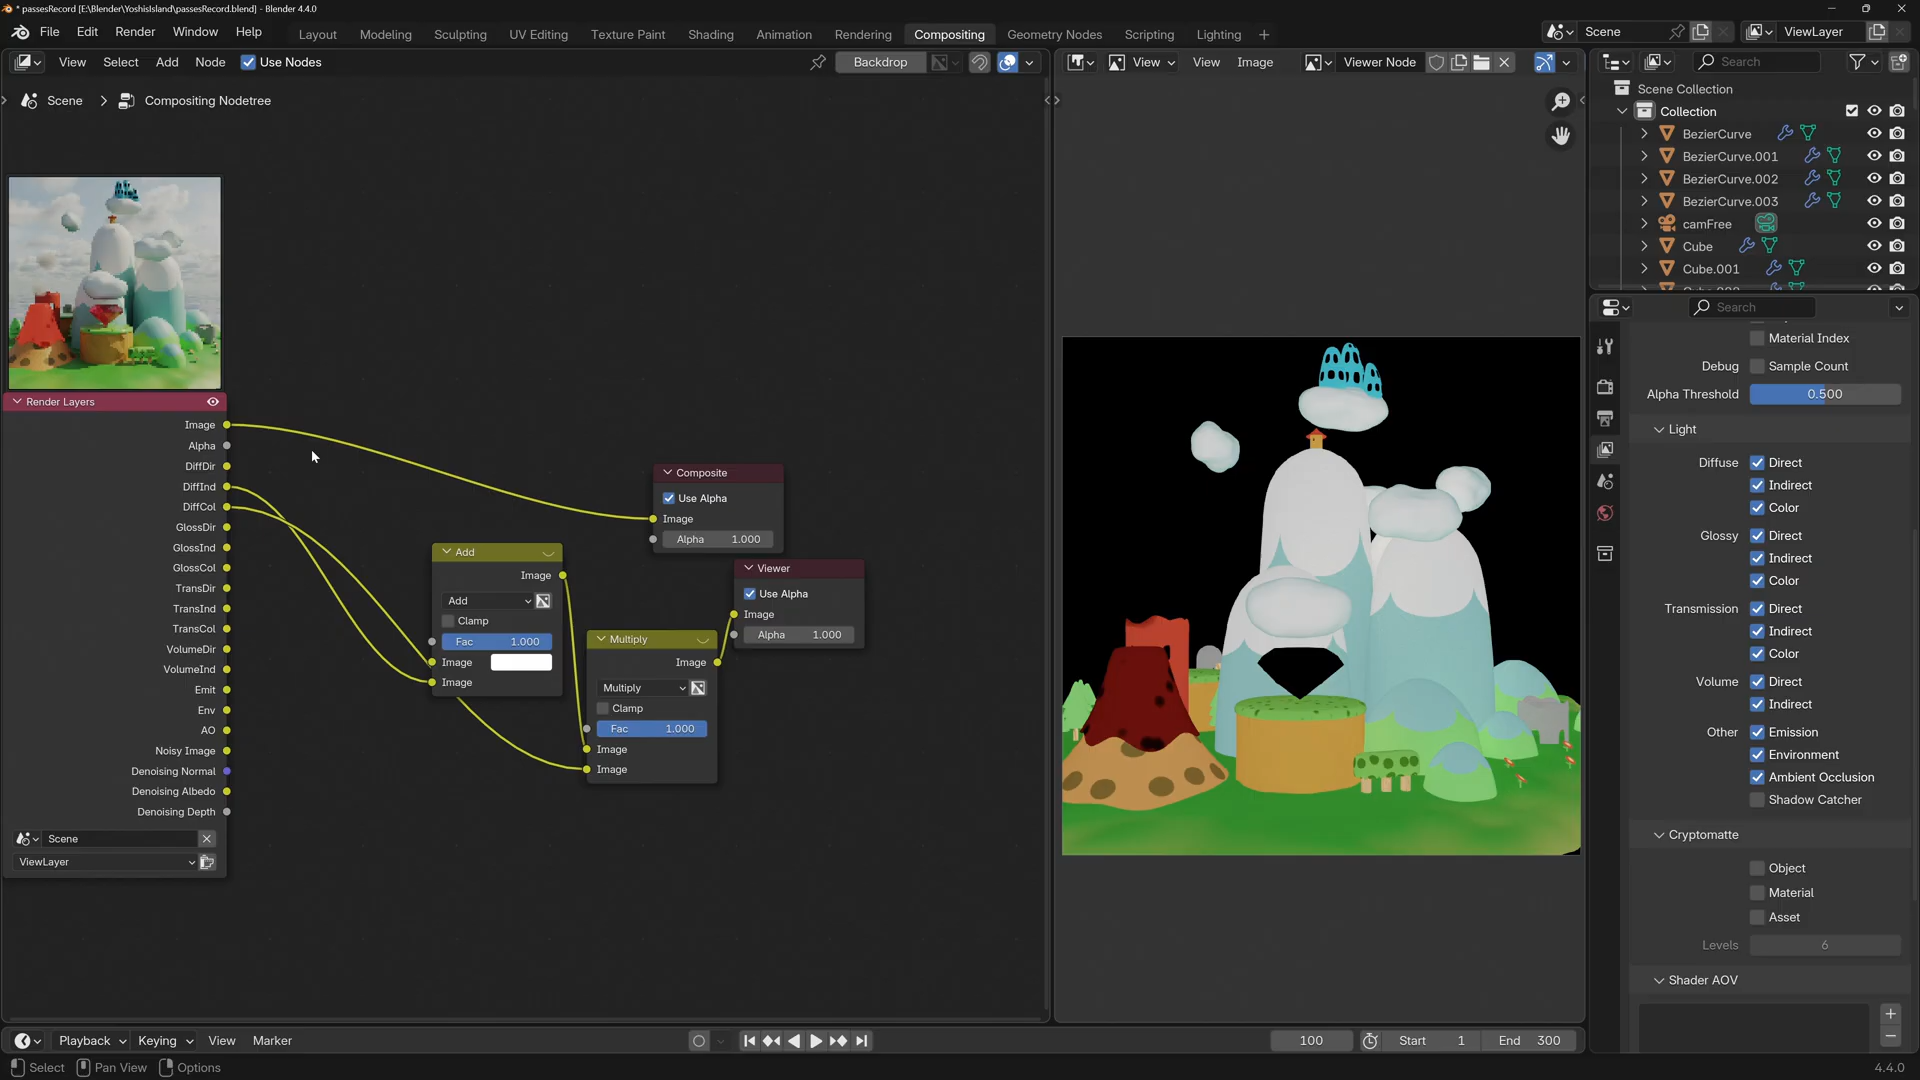 * passesRecord [E:\Blender\YoshisIsland\passesRecord.blend] - Blender 4.4.0
File Edit Render Window Help Layout Modeling Sculpting UV Editing Texture Paint Shading Animation Rendering Compositing Geometry Nodes Scripting Lighting + Scene ViewLayer
View Select Add Node Use Nodes Backdrop
View View Image Viewer Node
Search
Scene > Compositing Nodetree
Scene Collection
Collection
BezierCurve
BezierCurve.001
BezierCurve.002
BezierCurve.003
camFree
Cube
Cube.001
Search
Material Index
Debug Sample Count
Alpha Threshold 0.500
Light
Diffuse Direct
Indirect
Color
Glossy Direct
Indirect
Color
Transmission Direct
Indirect
Color
Volume Direct
Indirect
Other Emission
Environment
Ambient Occlusion
Shadow Catcher
Cryptomatte
Object
Material
Asset
Levels 6
Shader AOV
Render Layers
Image
Alpha
DiffDir
DiffInd
DiffCol
GlossDir
GlossInd
GlossCol
TransDir
TransInd
TransCol
VolumeDir
VolumeInd
Emit
Env
AO
Noisy Image
Denoising Normal
Denoising Albedo
Denoising Depth
Scene
ViewLayer
Add
Image
Add
Clamp
Fac 1.000
Image
Image
Multiply
Image
Multiply
Clamp
Fac 1.000
Image
Image
Composite
Use Alpha
Image
Alpha 1.000
Viewer
Use Alpha
Image
Alpha 1.000
Playback Keying View Marker 100 Start 1 End 300
Select Pan View Options 4.4.0